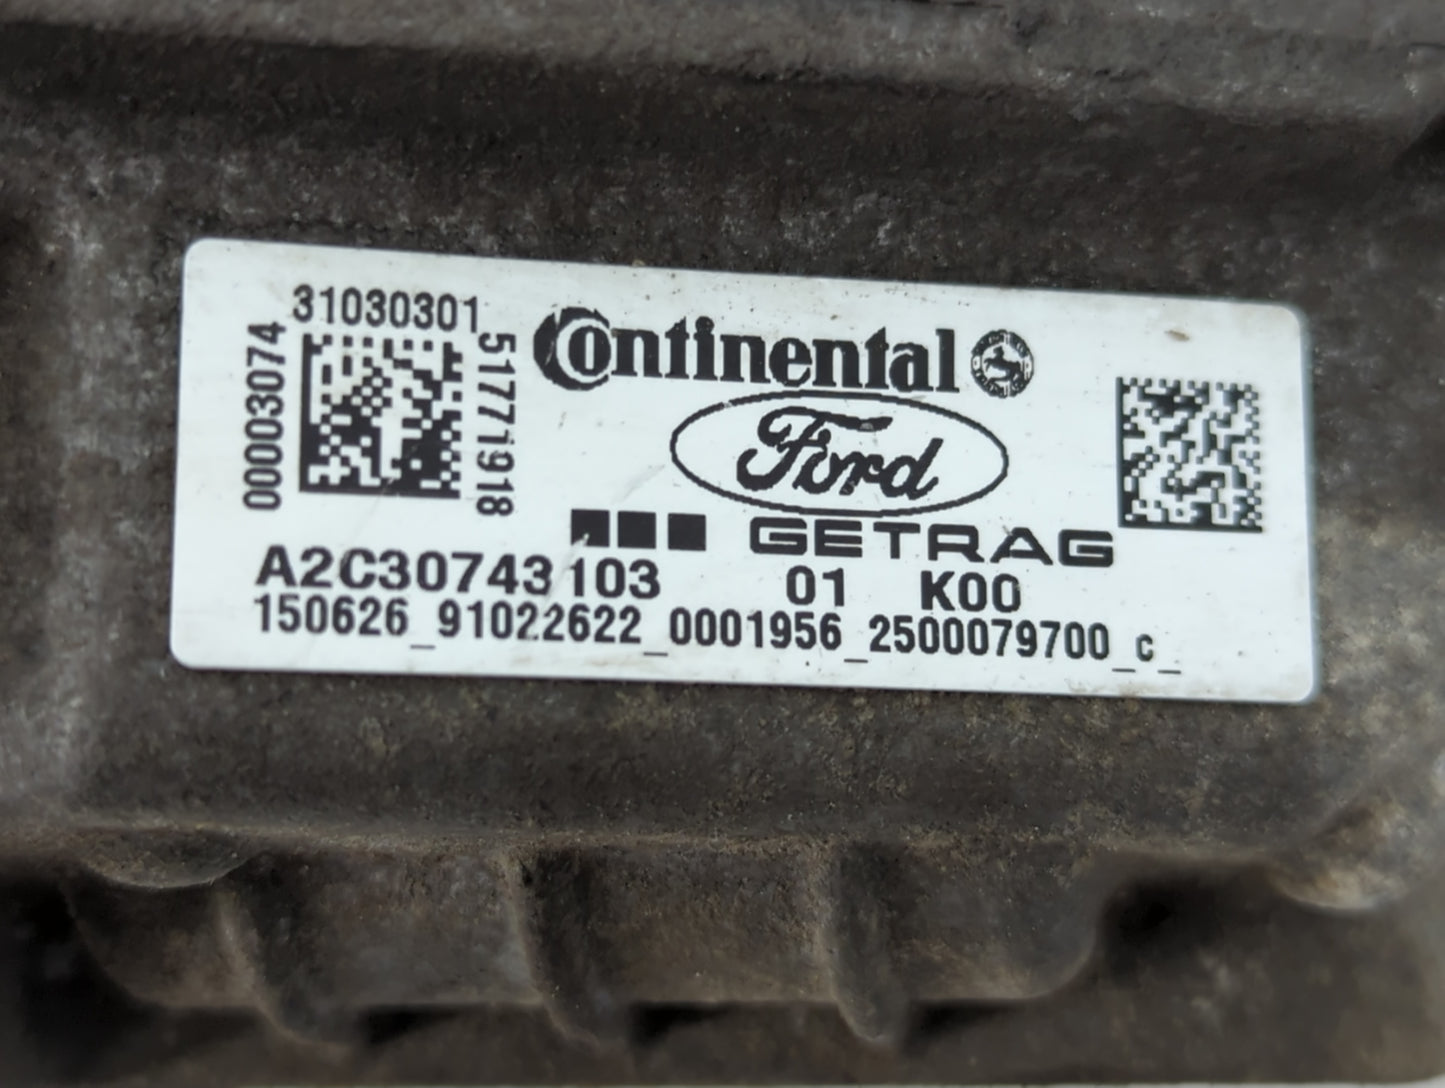 31030301
00003074
51771918
Continental
Ford
GETRAG
A2C30743103 01 K00
150626_91022622_0001956_2500079700_c_